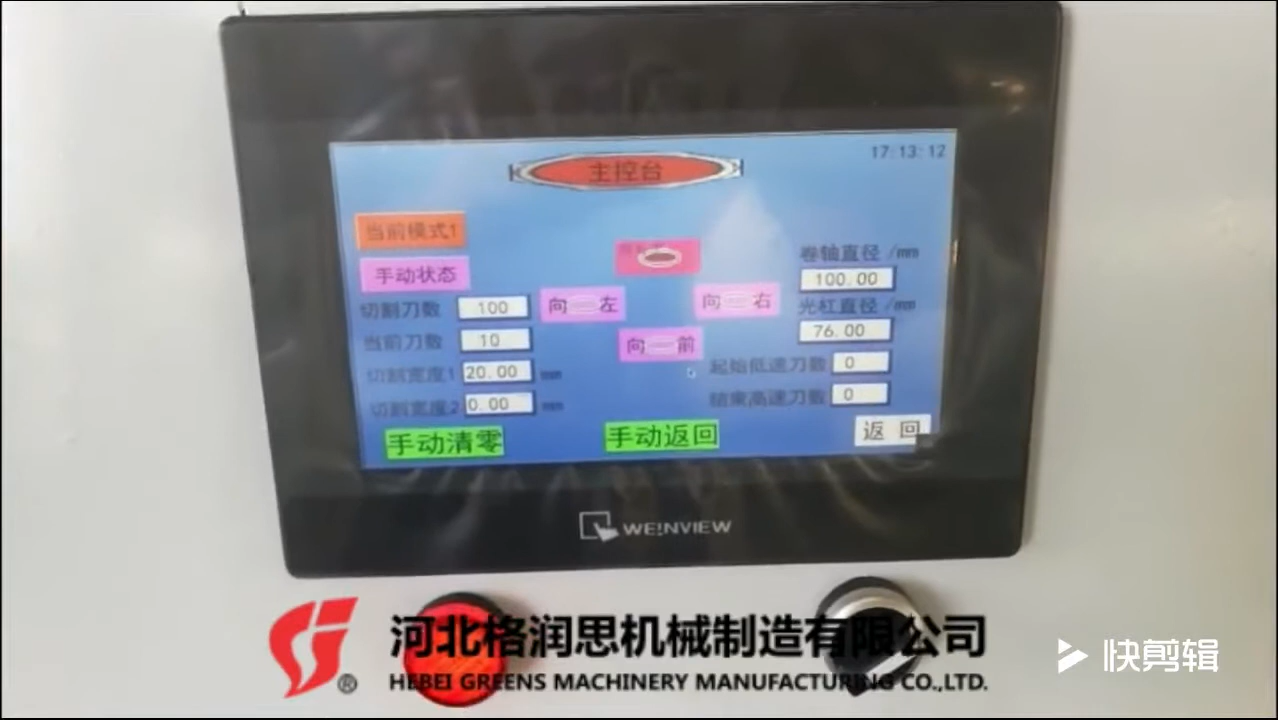 17:13:12
主控台
当前模式1
手动状态
切割刀数 100
当前刀数 10
切割宽度1 20.00 mm
切割宽度2 0.00 mm
向 左
向 右
向 前
卷轴直径 /mm
100.00
光杠直径 /mm
76.00
起始低速刀数 0
结束高速刀数 0
手动清零
手动返回
返 回
WEINVIEW
河北格润思机械制造有限公司
HEBEI GREENS MACHINERY MANUFACTURING CO.,LTD.
®
快剪辑